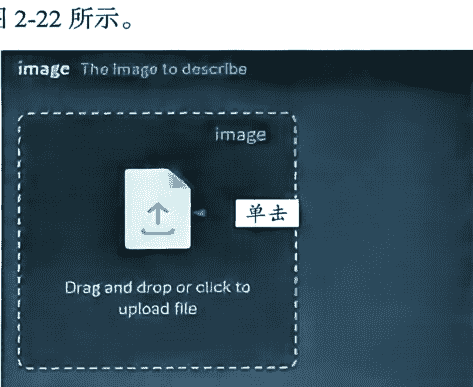 2-22 所示。
image The image to describe
image
单击
Drag and drop or click to
upload file